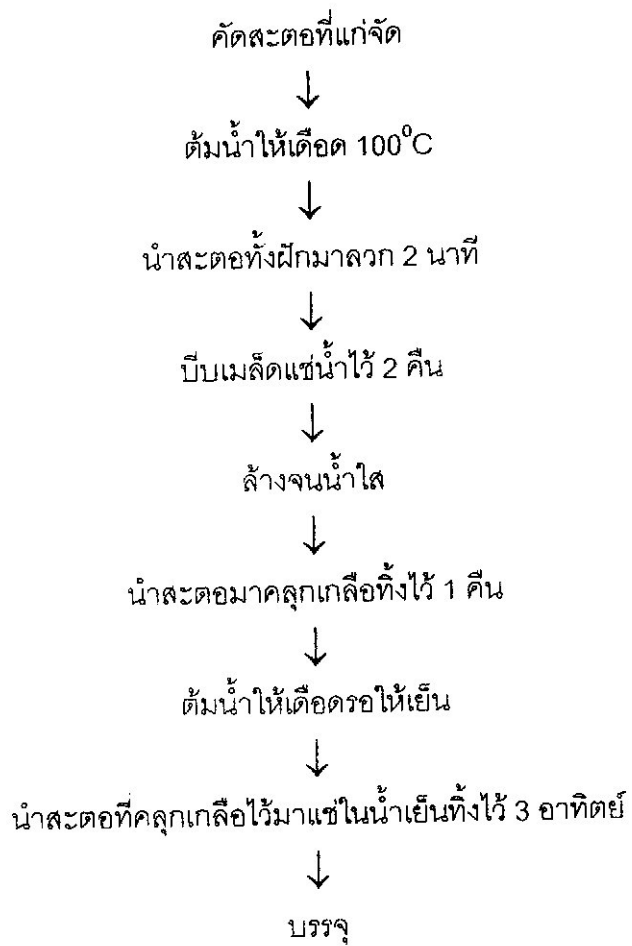 คัดสะตอที่แก่จัด
ต้มน้ำให้เดือด 100⁰C
นำสะตอทั้งฝักมาลวก 2 นาที
บีบเมล็ดแช่น้ำไว้ 2 คืน
ล้างจนน้ำใส
นำสะตอมาคลุกเกลือทิ้งไว้ 1 คืน
ต้มน้ำให้เดือดรอให้เย็น
นำสะตอที่คลุกเกลือไว้มาแช่ในน้ำเย็นทิ้งไว้ 3 อาทิตย์
บรรจุ